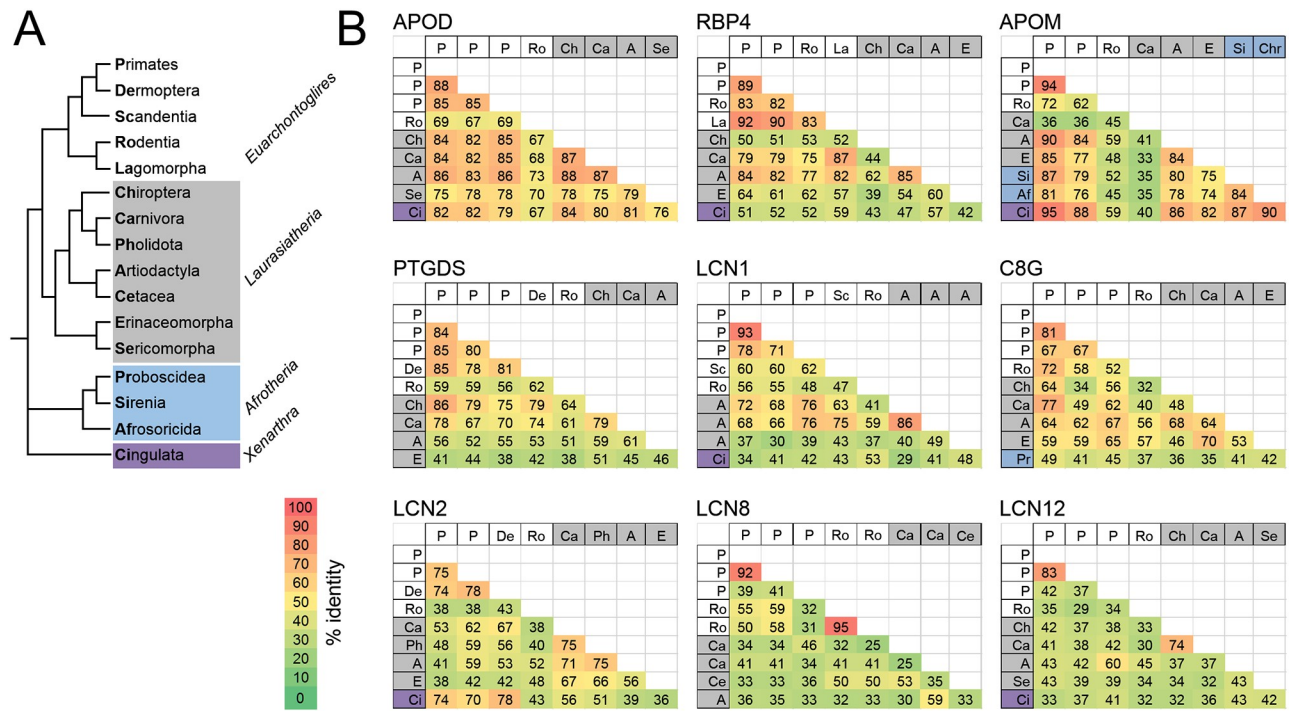 A
Primates
Dermoptera
Scandentia
Rodentia
Lagomorpha
Chiroptera
Carnivora
Pholidota
Artiodactyla
Cetacea
Erinaceomorpha
Sericomorpha
Proboscidea
Sirenia
Afrosoricida
Cingulata
Euarchontoglires
Laurasiatheria
Afrotheria
Xenarthra
100
90
80
70
60
50
40
30
20
10
0
% identity
B
APOD
P P P Ro Ch Ca A Se
P
P 88
P 85 85
Ro 69 67 69
Ch 84 82 85 67
Ca 84 82 85 68 87
A 86 83 86 73 88 87
Se 75 78 78 70 78 75 79
Ci 82 82 79 67 84 80 81 76
RBP4
P P Ro La Ch Ca A E
P
P 89
Ro 83 82
La 92 90 83
Ch 50 51 53 52
Ca 79 79 75 87 44
A 84 82 77 82 62 85
E 64 61 62 57 39 54 60
Ci 51 52 52 59 43 47 57 42
APOM
P P Ro Ca A E Si Chr
P
P 94
Ro 72 62
Ca 36 36 45
A 90 84 59 41
E 85 77 48 33 84
Si 87 79 52 35 80 75
Af 81 76 45 35 78 74 84
Ci 95 88 59 40 86 82 87 90
PTGDS
P P P De Ro Ch Ca A
P
P 84
P 85 80
De 85 78 81
Ro 59 59 56 62
Ch 86 79 75 79 64
Ca 78 67 70 74 61 79
A 56 52 55 53 51 59 61
E 41 44 38 42 38 51 45 46
LCN1
P P P Sc Ro A A A
P
P 93
P 78 71
Sc 60 60 62
Ro 56 55 48 47
A 72 68 76 63 41
A 66 68 76 75 59 86
A 37 30 39 43 37 40 49
Ci 34 41 42 43 53 29 41 48
C8G
P P P Ro Ch Ca A E
P
P 81
P 67 67
Ro 72 58 52
Ch 64 34 56 32
Ca 77 49 62 40 48
A 64 62 67 56 68 64
E 59 59 65 57 46 70 53
Pr 49 41 45 37 36 35 41 42
LCN2
P P De Ro Ca Ph A E
P
P 75
De 74 78
Ro 38 38 43
Ca 53 62 67 38
Ph 48 59 56 40 75
A 41 59 53 52 71 75
E 38 42 42 48 67 66 56
Ci 74 70 78 43 56 51 39 36
LCN8
P P P Ro Ro Ca Ca Ce
P
P 92
P 39 41
Ro 55 59 32
Ro 50 58 31 95
Ca 34 34 46 32 25
Ca 41 41 34 41 41 25
Ce 33 33 36 50 50 53 35
A 36 35 33 32 33 30 59 33
LCN12
P P P Ro Ch Ca A Se
P
P 83
P 42 37
Ro 35 29 34
Ch 42 37 38 33
Ca 41 38 42 30 74
A 43 42 60 45 37 37
Se 43 39 39 34 34 32 43
Ci 33 37 41 32 32 36 43 42